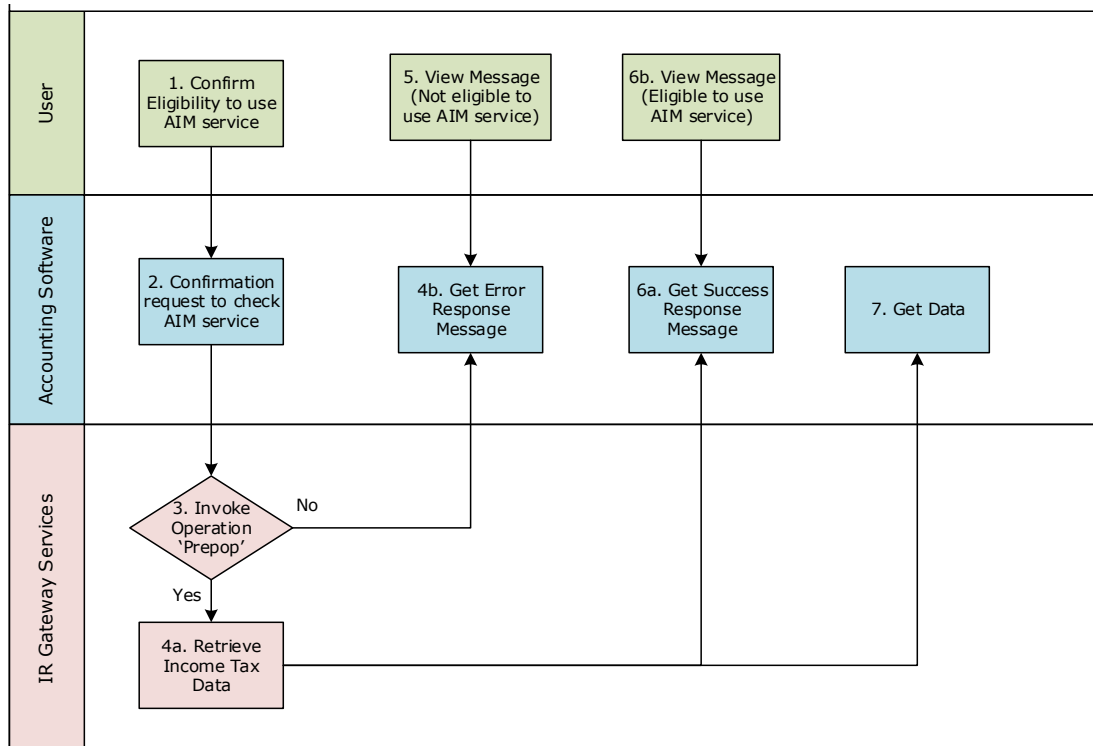 User
1. Confirm
Eligibility to use
AIM service
5. View Message
(Not eligible to
use AIM service)
6b. View Message
(Eligible to use
AIM service)
Accounting Software
2. Confirmation
request to check
AIM service
4b. Get Error
Response
Message
6a. Get Success
Response
Message
7. Get Data
IR Gateway Services
3. Invoke
Operation
‘Prepop’
No
Yes
4a. Retrieve
Income Tax
Data